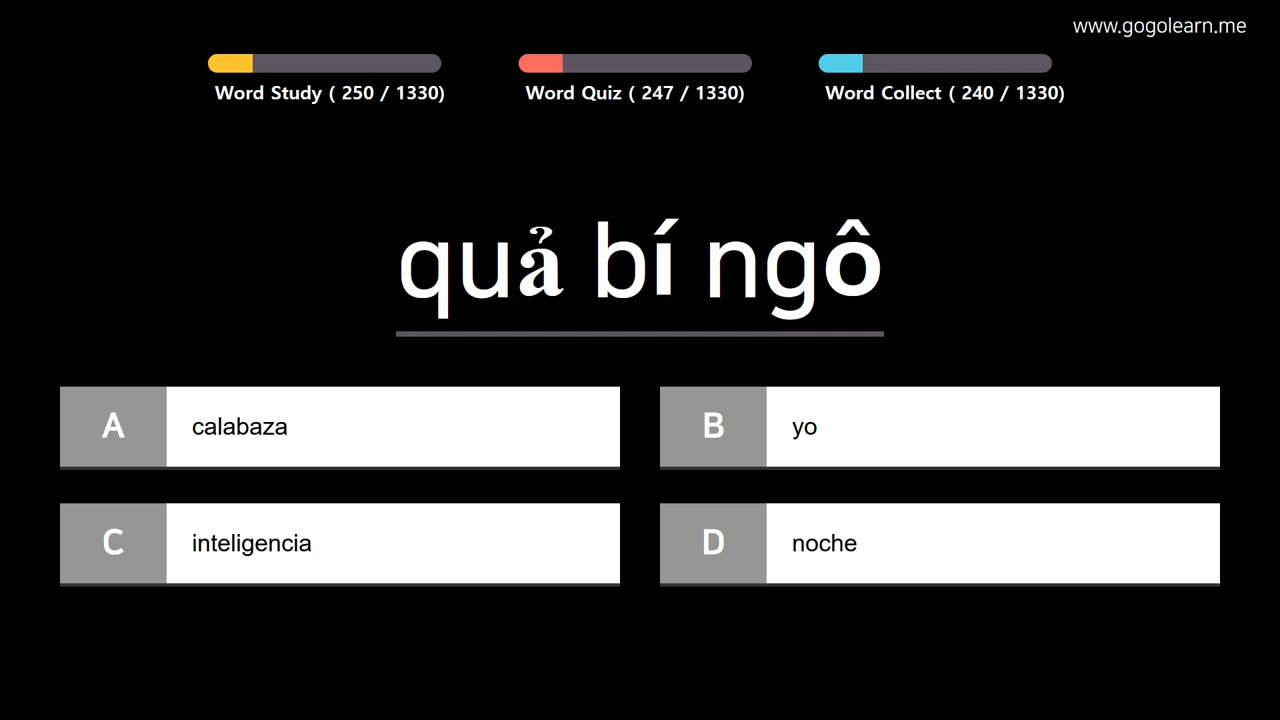 www.gogolearn.me
Word Study ( 250 / 1330)
Word Quiz ( 247 / 1330)
Word Collect ( 240 / 1330)
quả bí ngô
A calabaza
B yo
C inteligencia
D noche